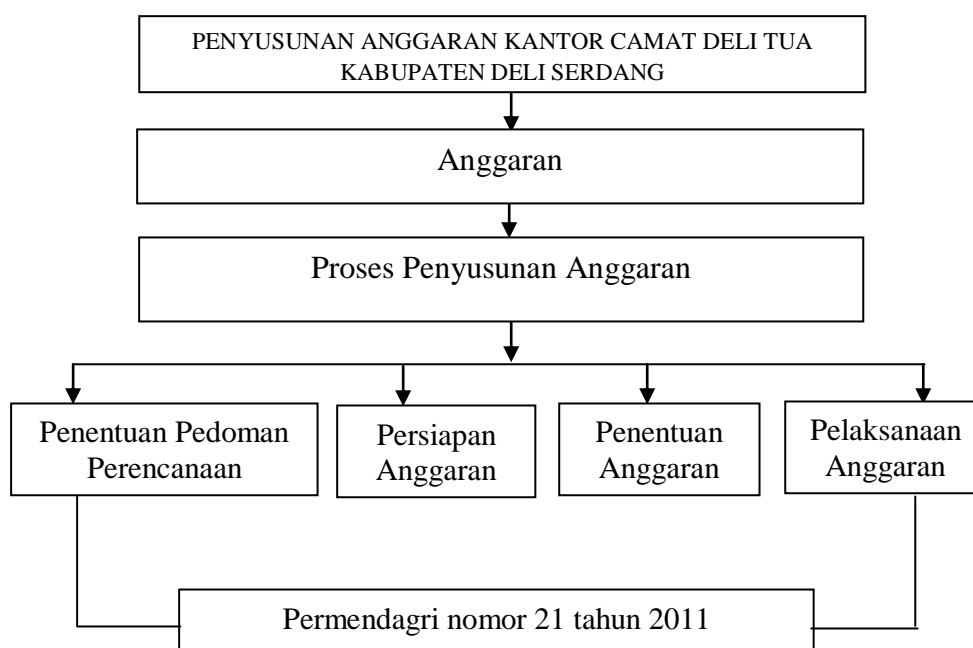 PENYUSUNAN ANGGARAN KANTOR CAMAT DELI TUA
KABUPATEN DELI SERDANG
Anggaran
Proses Penyusunan Anggaran
Penentuan Pedoman
Perencanaan
Persiapan
Anggaran
Penentuan
Anggaran
Pelaksanaan
Anggaran
Permendagri nomor 21 tahun 2011